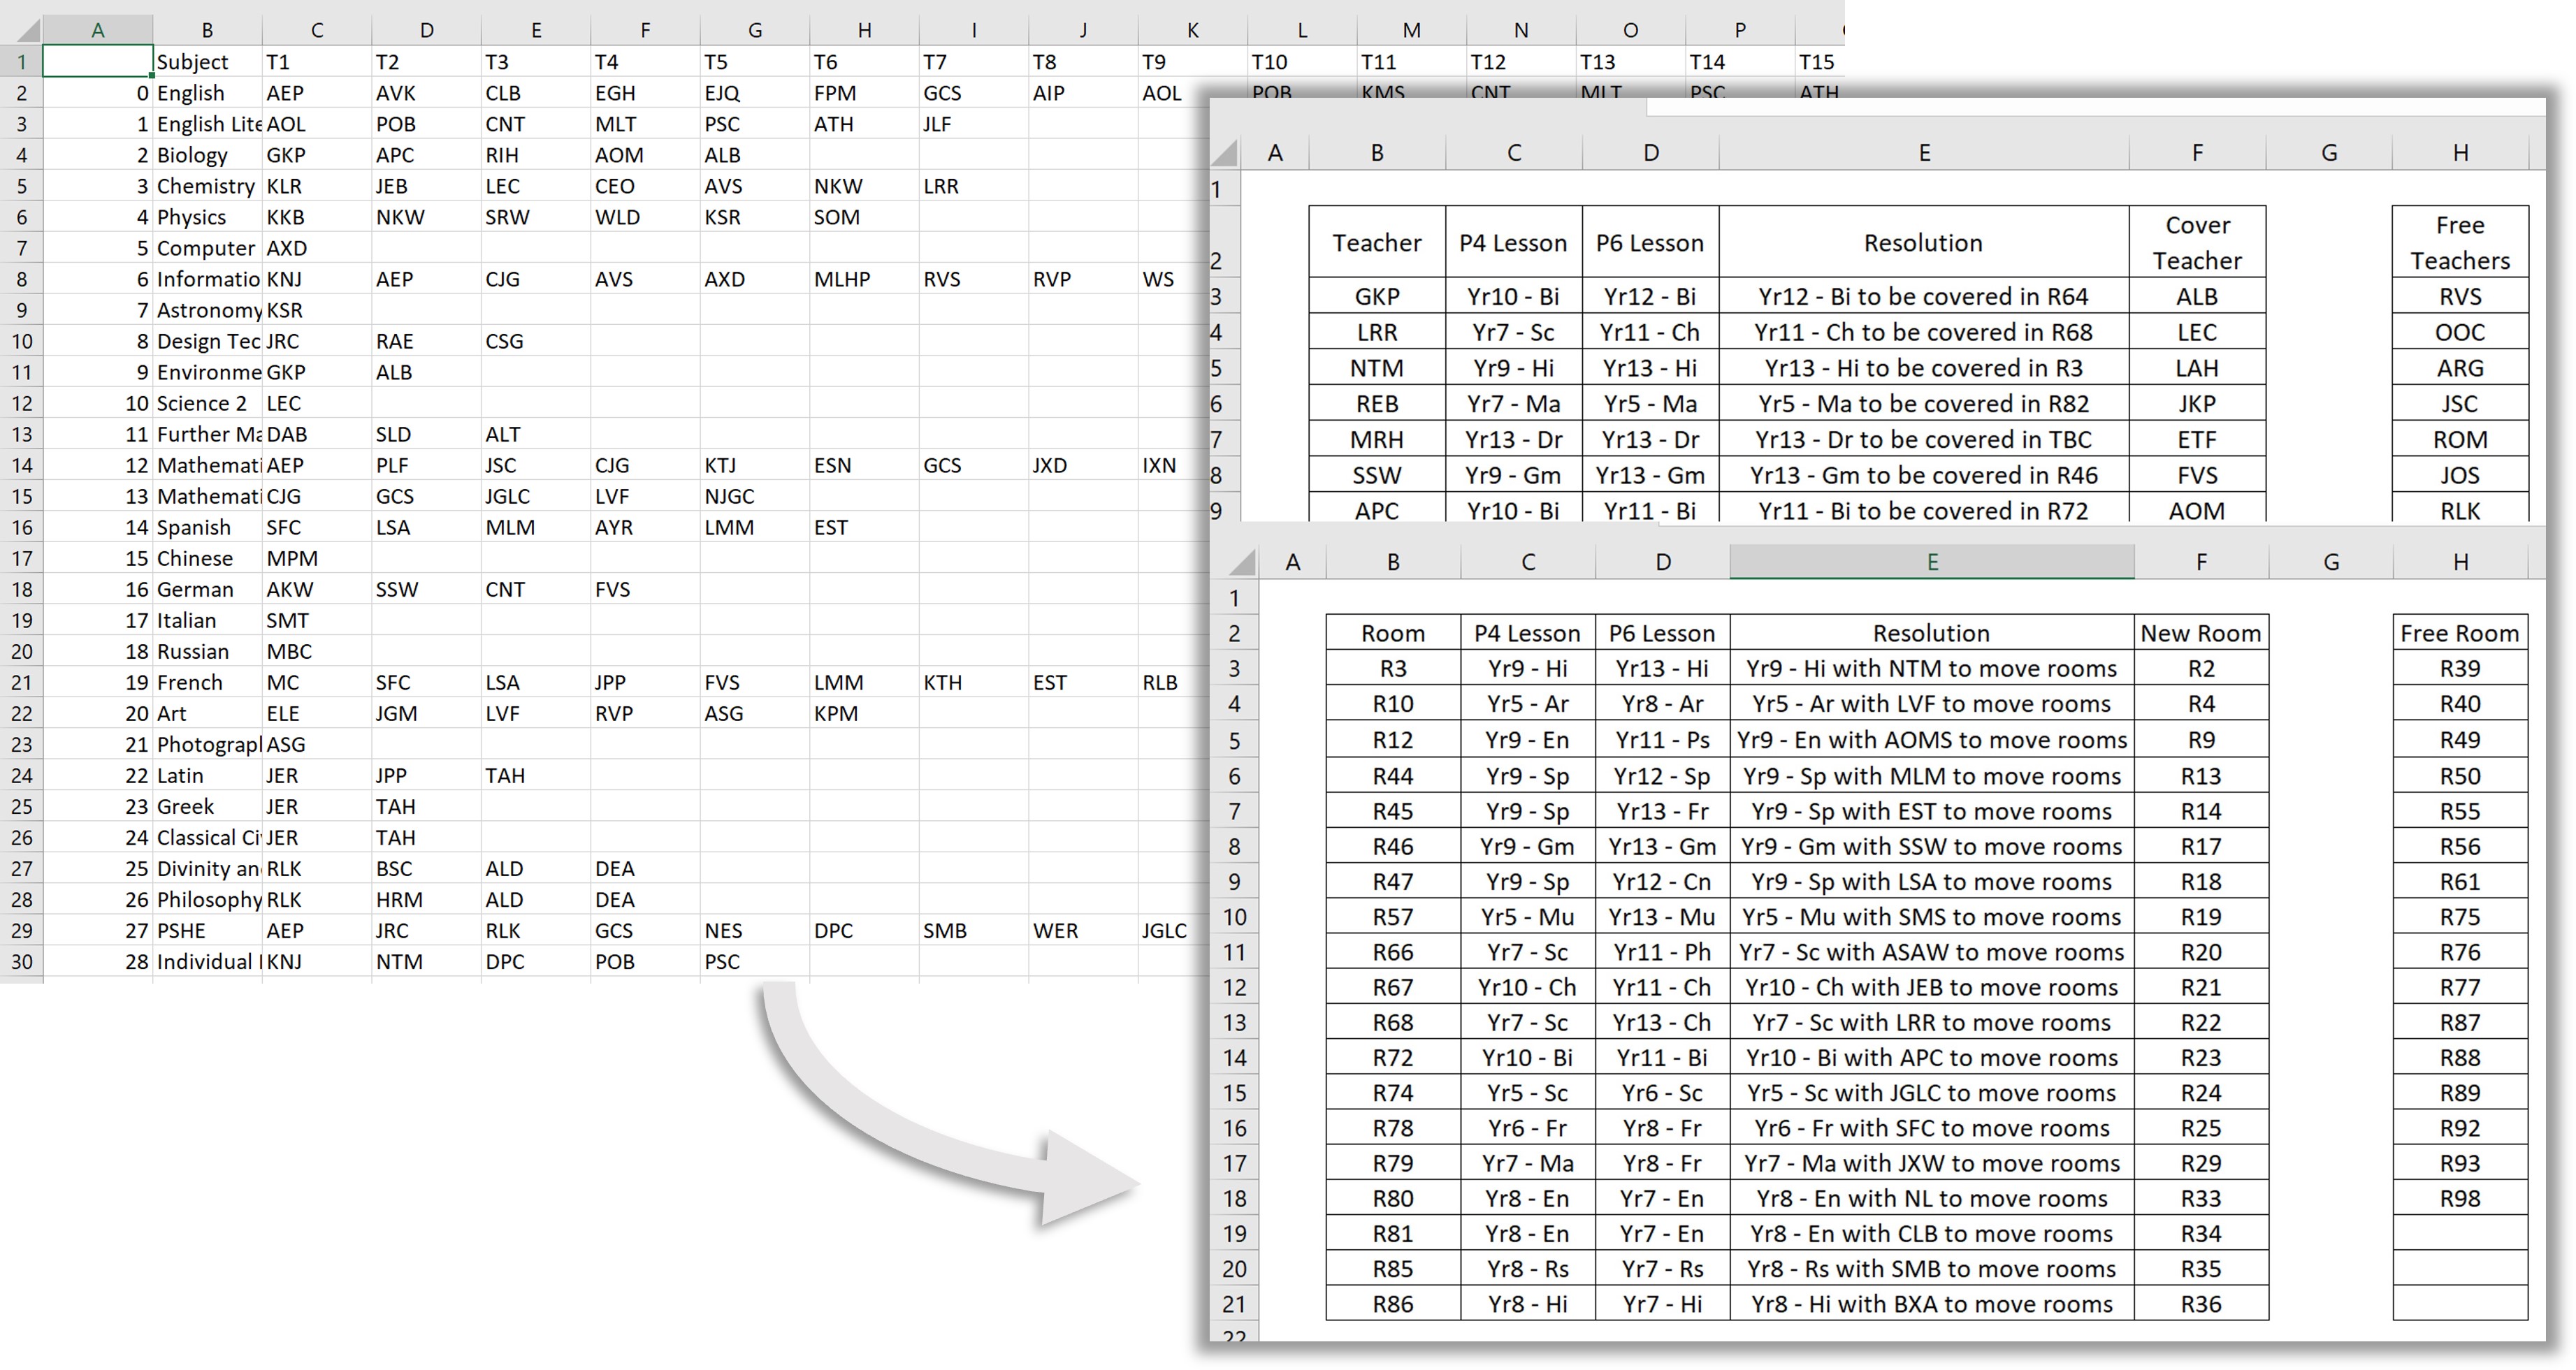 A B C D E F G H I J K L M N O P
1 Subject T1 T2 T3 T4 T5 T6 T7 T8 T9 T10 T11 T12 T13 T14 T15
2 0 English AEP AVK CLB EGH EJQ FPM GCS AIP AOL POB KMS CNT MLT PSC ATH
3 1 English Lite AOL POB CNT MLT PSC ATH JLF
4 2 Biology GKP APC RIH AOM ALB
5 3 Chemistry KLR JEB LEC CEO AVS NKW LRR
6 4 Physics KKB NKW SRW WLD KSR SOM
7 5 Computer AXD
8 6 Informatio KNJ AEP CJG AVS AXD MLHP RVS RVP WS
9 7 Astronomy KSR
10 8 Design Tec JRC RAE CSG
11 9 Environme GKP ALB
12 10 Science 2 LEC
13 11 Further Ma DAB SLD ALT
14 12 Mathemati AEP PLF JSC CJG KTJ ESN GCS JXD IXN
15 13 Mathemati CJG GCS JGLC LVF NJGC
16 14 Spanish SFC LSA MLM AYR LMM EST
17 15 Chinese MPM
18 16 German AKW SSW CNT FVS
19 17 Italian SMT
20 18 Russian MBC
21 19 French MC SFC LSA JPP FVS LMM KTH EST RLB
22 20 Art ELE JGM LVF RVP ASG KPM
23 21 Photograp ASG
24 22 Latin JER JPP TAH
25 23 Greek JER TAH
26 24 Classical Ci JER TAH
27 25 Divinity an RLK BSC ALD DEA
28 26 Philosophy RLK HRM ALD DEA
29 27 PSHE AEP JRC RLK GCS NES DPC SMB WER JGLC
30 28 Individual KNJ NTM DPC POB PSC
A B C D E F G H
1
2 Teacher P4 Lesson P6 Lesson Resolution Cover Teacher Free Teachers
3 GKP Yr10 - Bi Yr12 - Bi Yr12 - Bi to be covered in R64 ALB RVS
4 LRR Yr7 - Sc Yr11 - Ch Yr11 - Ch to be covered in R68 LEC OOC
5 NTM Yr9 - Hi Yr13 - Hi Yr13 - Hi to be covered in R3 LAH ARG
6 REB Yr7 - Ma Yr5 - Ma Yr5 - Ma to be covered in R82 JKP JSC
7 MRH Yr13 - Dr Yr13 - Dr Yr13 - Dr to be covered in TBC ETF ROM
8 SSW Yr9 - Gm Yr13 - Gm Yr13 - Gm to be covered in R46 FVS JOS
9 APC Yr10 - Bi Yr11 - Bi Yr11 - Bi to be covered in R72 AOM RLK
A B C D E F G H
1
2 Room P4 Lesson P6 Lesson Resolution New Room Free Room
3 R3 Yr9 - Hi Yr13 - Hi Yr9 - Hi with NTM to move rooms R2 R39
4 R10 Yr5 - Ar Yr8 - Ar Yr5 - Ar with LVF to move rooms R4 R40
5 R12 Yr9 - En Yr11 - Ps Yr9 - En with AOMS to move rooms R9 R49
6 R44 Yr9 - Sp Yr12 - Sp Yr9 - Sp with MLM to move rooms R13 R50
7 R45 Yr9 - Sp Yr13 - Fr Yr9 - Sp with EST to move rooms R14 R55
8 R46 Yr9 - Gm Yr13 - Gm Yr9 - Gm with SSW to move rooms R17 R56
9 R47 Yr9 - Sp Yr12 - Cn Yr9 - Sp with LSA to move rooms R18 R61
10 R57 Yr5 - Mu Yr13 - Mu Yr5 - Mu with SMS to move rooms R19 R75
11 R66 Yr7 - Sc Yr11 - Ph Yr7 - Sc with ASAW to move rooms R20 R76
12 R67 Yr10 - Ch Yr11 - Ch Yr10 - Ch with JEB to move rooms R21 R77
13 R68 Yr7 - Sc Yr13 - Ch Yr7 - Sc with LRR to move rooms R22 R87
14 R72 Yr10 - Bi Yr11 - Bi Yr10 - Bi with APC to move rooms R23 R88
15 R74 Yr5 - Sc Yr6 - Sc Yr5 - Sc with JGLC to move rooms R24 R89
16 R78 Yr6 - Fr Yr8 - Fr Yr6 - Fr with SFC to move rooms R25 R92
17 R79 Yr7 - Ma Yr8 - Fr Yr7 - Ma with JXW to move rooms R29 R93
18 R80 Yr8 - En Yr7 - En Yr8 - En with NL to move rooms R33 R98
19 R81 Yr8 - En Yr7 - En Yr8 - En with CLB to move rooms R34
20 R85 Yr8 - Rs Yr7 - Rs Yr8 - Rs with SMB to move rooms R35
21 R86 Yr8 - Hi Yr7 - Hi Yr8 - Hi with BXA to move rooms R36
22